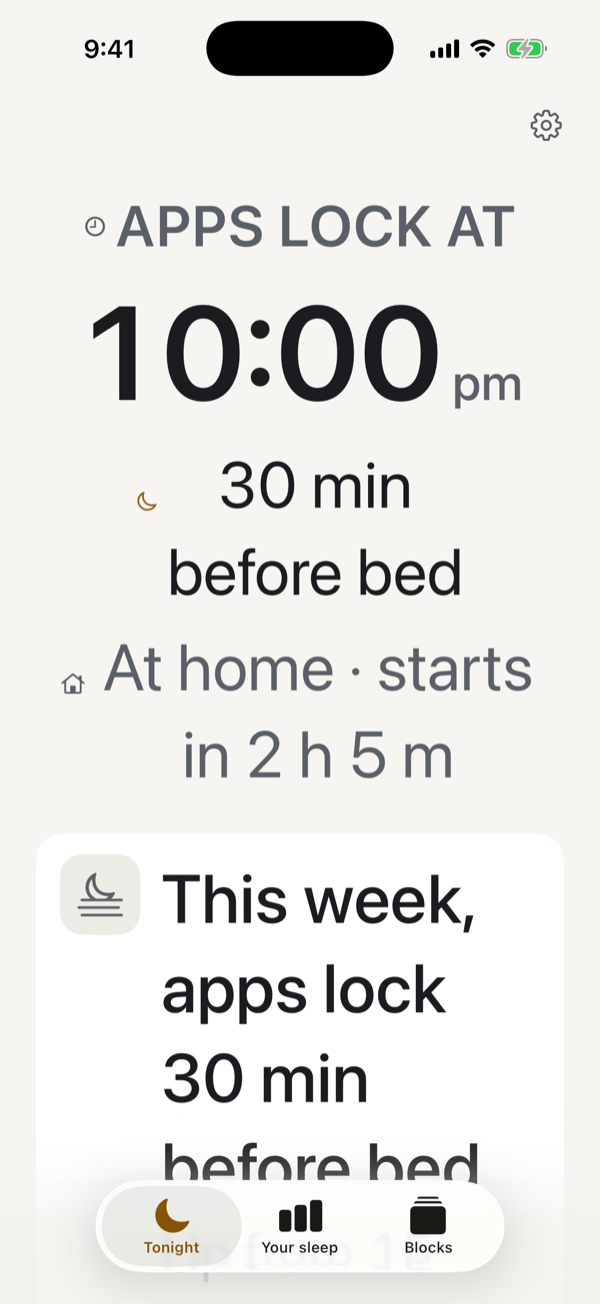 9:41
APPS LOCK AT
10:00 pm
30 min
before bed
At home · starts
in 2 h 5 m
This week,
apps lock
30 min
before bed
Tonight
Your sleep
Blocks